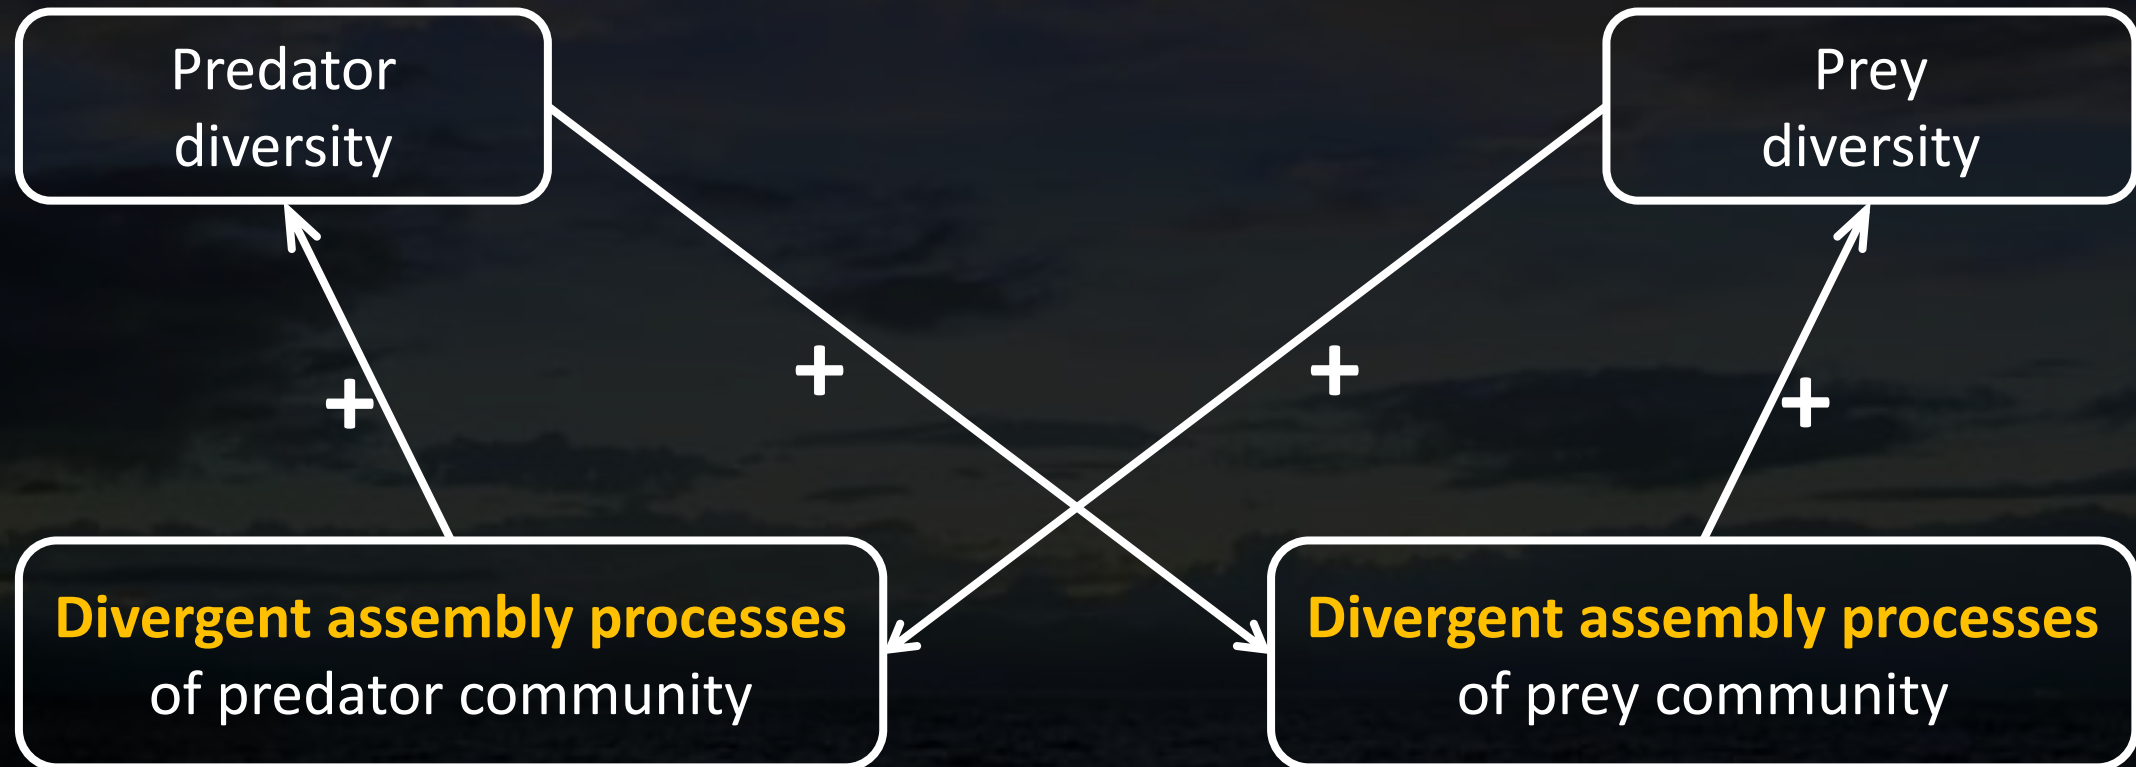 Predator
diversity
Prey
diversity
+
+
+
+
Divergent assembly processes
of predator community
Divergent assembly processes
of prey community